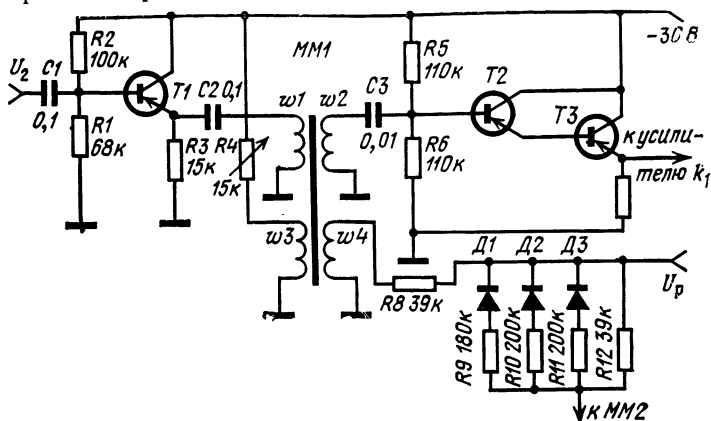 R2
100к
U₂
C1
0,1
R1
68к
T1
C2 0,1
R3
15к
R4
15к
MM1
w1
w2
w3
w4
C3
0,01
R5
110к
R6
110к
T2
T3
-30 В
к усили-
телю k₁
R8 39к
Д1
Д2
Д3
Uр
R9 180к
R10 200к
R11 200к
R12 39к
к MM2